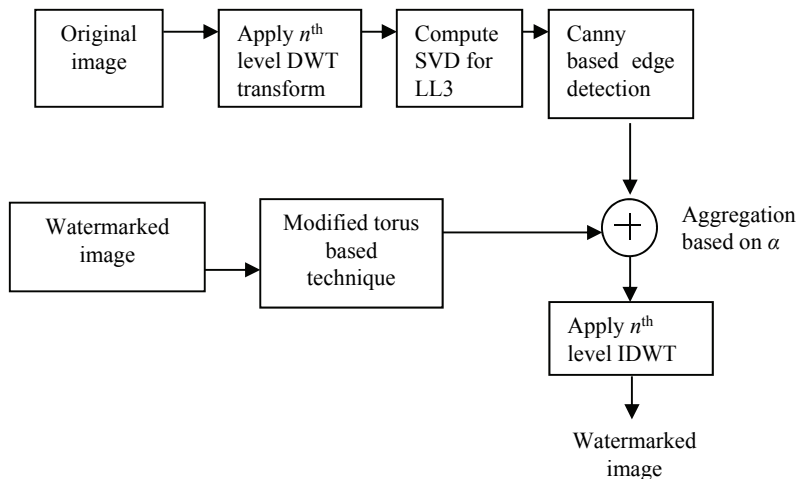 Original
image
Apply nth
level DWT
transform
Compute
SVD for
LL3
Canny
based edge
detection
Watermarked
image
Modified torus
based
technique
+
Aggregation
based on α
Apply nth
level IDWT
Watermarked
image